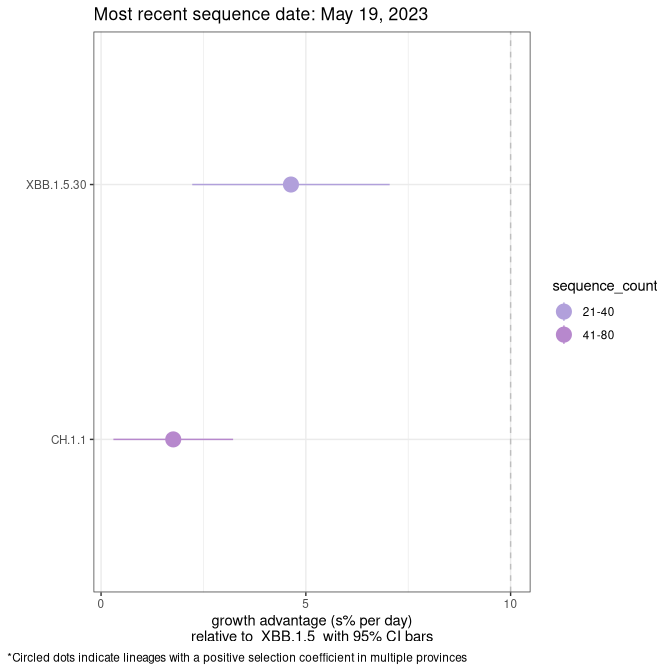 Most recent sequence date: May 19, 2023
XBB.1.5.30
CH.1.1
0
5
10
growth advantage (s% per day)
relative to  XBB.1.5  with 95% CI bars
sequence_count
21-40
41-80
*Circled dots indicate lineages with a positive selection coefficient in multiple provinces